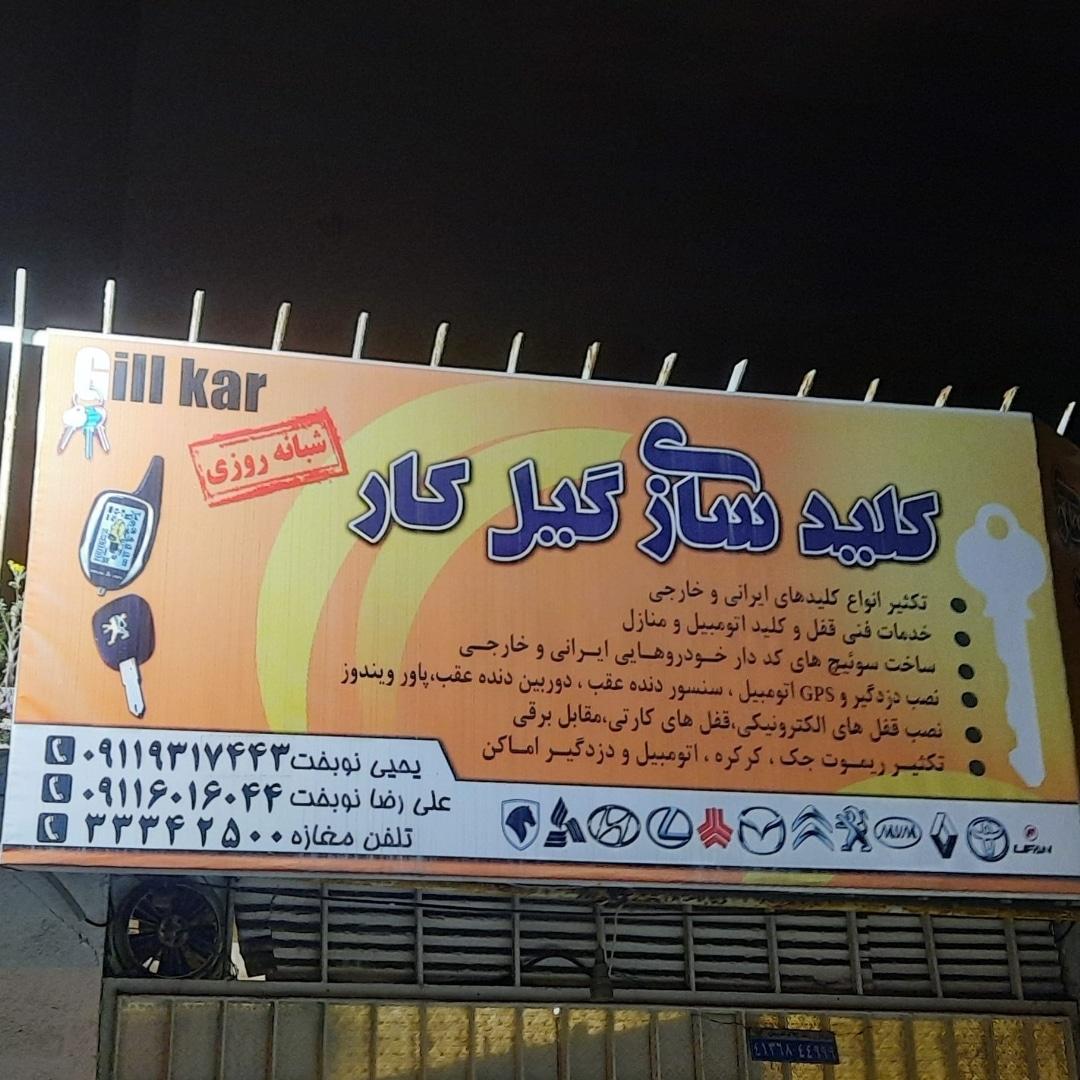 Gill kar
شبانه روزی
کلید سازی گیل کار
تکثیر انواع کلیدهای ایرانی و خارجی
خدمات فنی قفل و کلید اتومبیل و منازل
ساخت سوئیچ های کد دار خودروهایی ایرانی و خارجی
نصب دزدگیر و GPS اتومبیل ، سنسور دنده عقب ، دوربین دنده عقب،پاور ویندوز
نصب قفل های الکترونیکی،قفل های کارتی،مقابل برقی
تکثیر ریموت جک ، کرکره ، اتومبیل و دزدگیر اماکن
یحیی نوبخت ۰۹۱۱۹۳۱۷۴۴۳
علی رضا نوبخت ۰۹۱۱۶۰۱۶۰۴۴
تلفن مغازه ۳۳۳۴۲۵۰۰
MVM
LIFAN